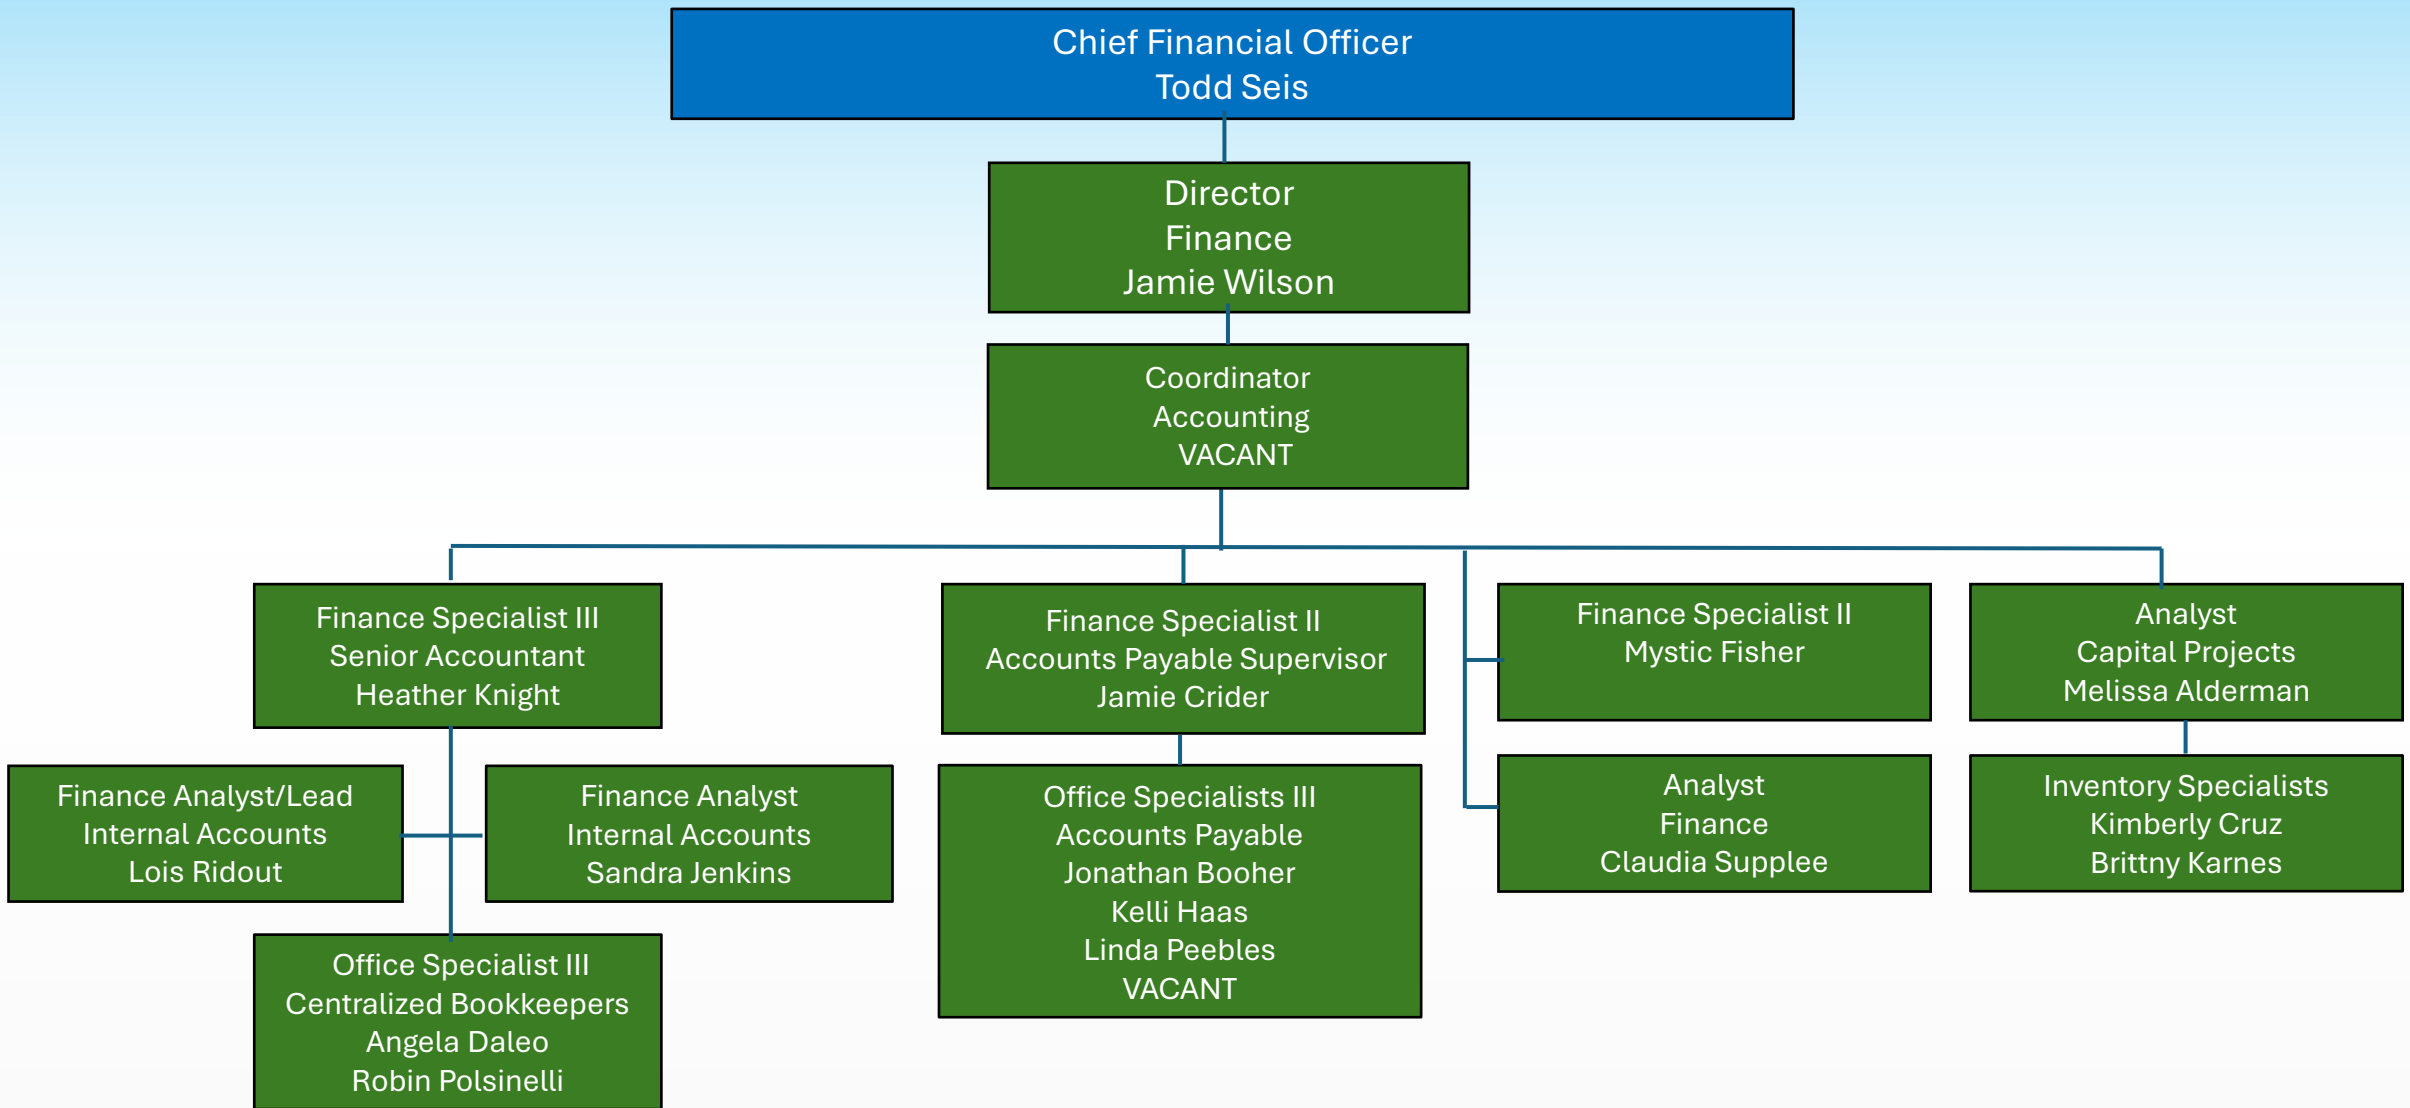 Chief Financial Officer
Todd Seis
Director
Finance
Jamie Wilson
Coordinator
Accounting
VACANT
Finance Specialist III
Senior Accountant
Heather Knight
Finance Specialist II
Accounts Payable Supervisor
Jamie Crider
Finance Specialist II
Mystic Fisher
Analyst
Capital Projects
Melissa Alderman
Finance Analyst/Lead
Internal Accounts
Lois Ridout
Finance Analyst
Internal Accounts
Sandra Jenkins
Office Specialists III
Accounts Payable
Jonathan Booher
Kelli Haas
Linda Peebles
VACANT
Analyst
Finance
Claudia Supplee
Inventory Specialists
Kimberly Cruz
Brittny Karnes
Office Specialist III
Centralized Bookkeepers
Angela Daleo
Robin Polsinelli